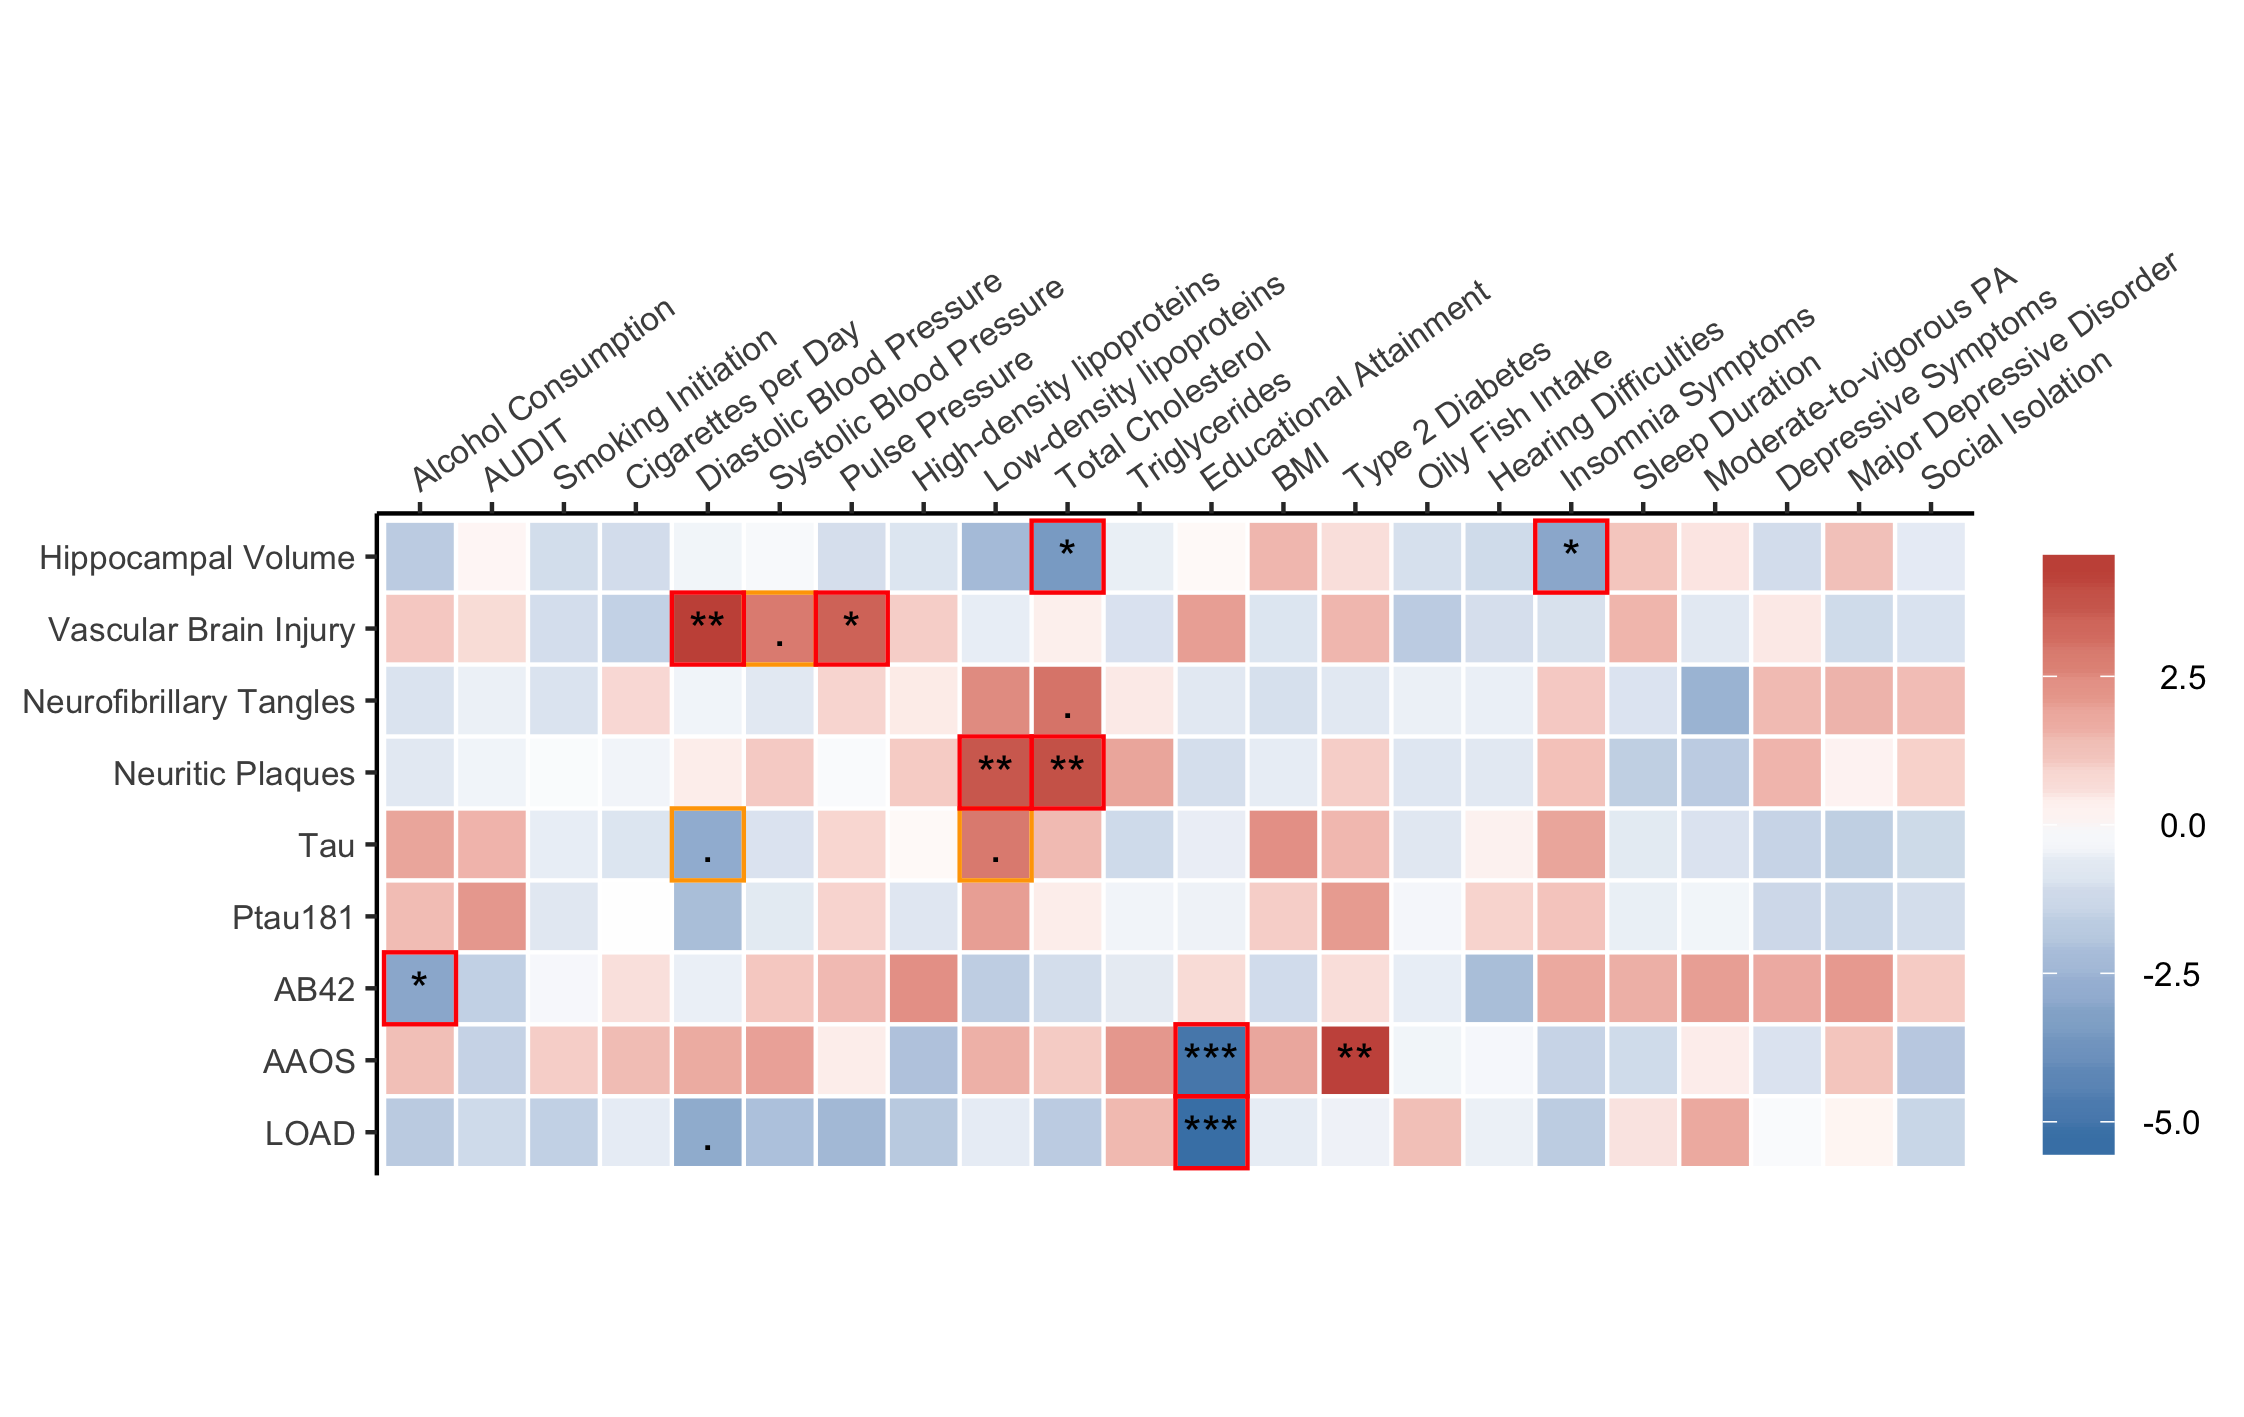 Alcohol Consumption
AUDIT
Smoking Initiation
Cigarettes per Day
Diastolic Blood Pressure
Systolic Blood Pressure
Pulse Pressure
High-density lipoproteins
Low-density lipoproteins
Total Cholesterol
Triglycerides
Educational Attainment
BMI
Type 2 Diabetes
Oily Fish Intake
Hearing Difficulties
Insomnia Symptoms
Sleep Duration
Moderate-to-vigorous PA
Depressive Symptoms
Major Depressive Disorder
Social Isolation
Hippocampal Volume * *
Vascular Brain Injury ** . *
Neurofibrillary Tangles .
Neuritic Plaques ** **
Tau . .
Ptau181
AB42 *
AAOS *** **
LOAD . ***
2.5
0.0
-2.5
-5.0